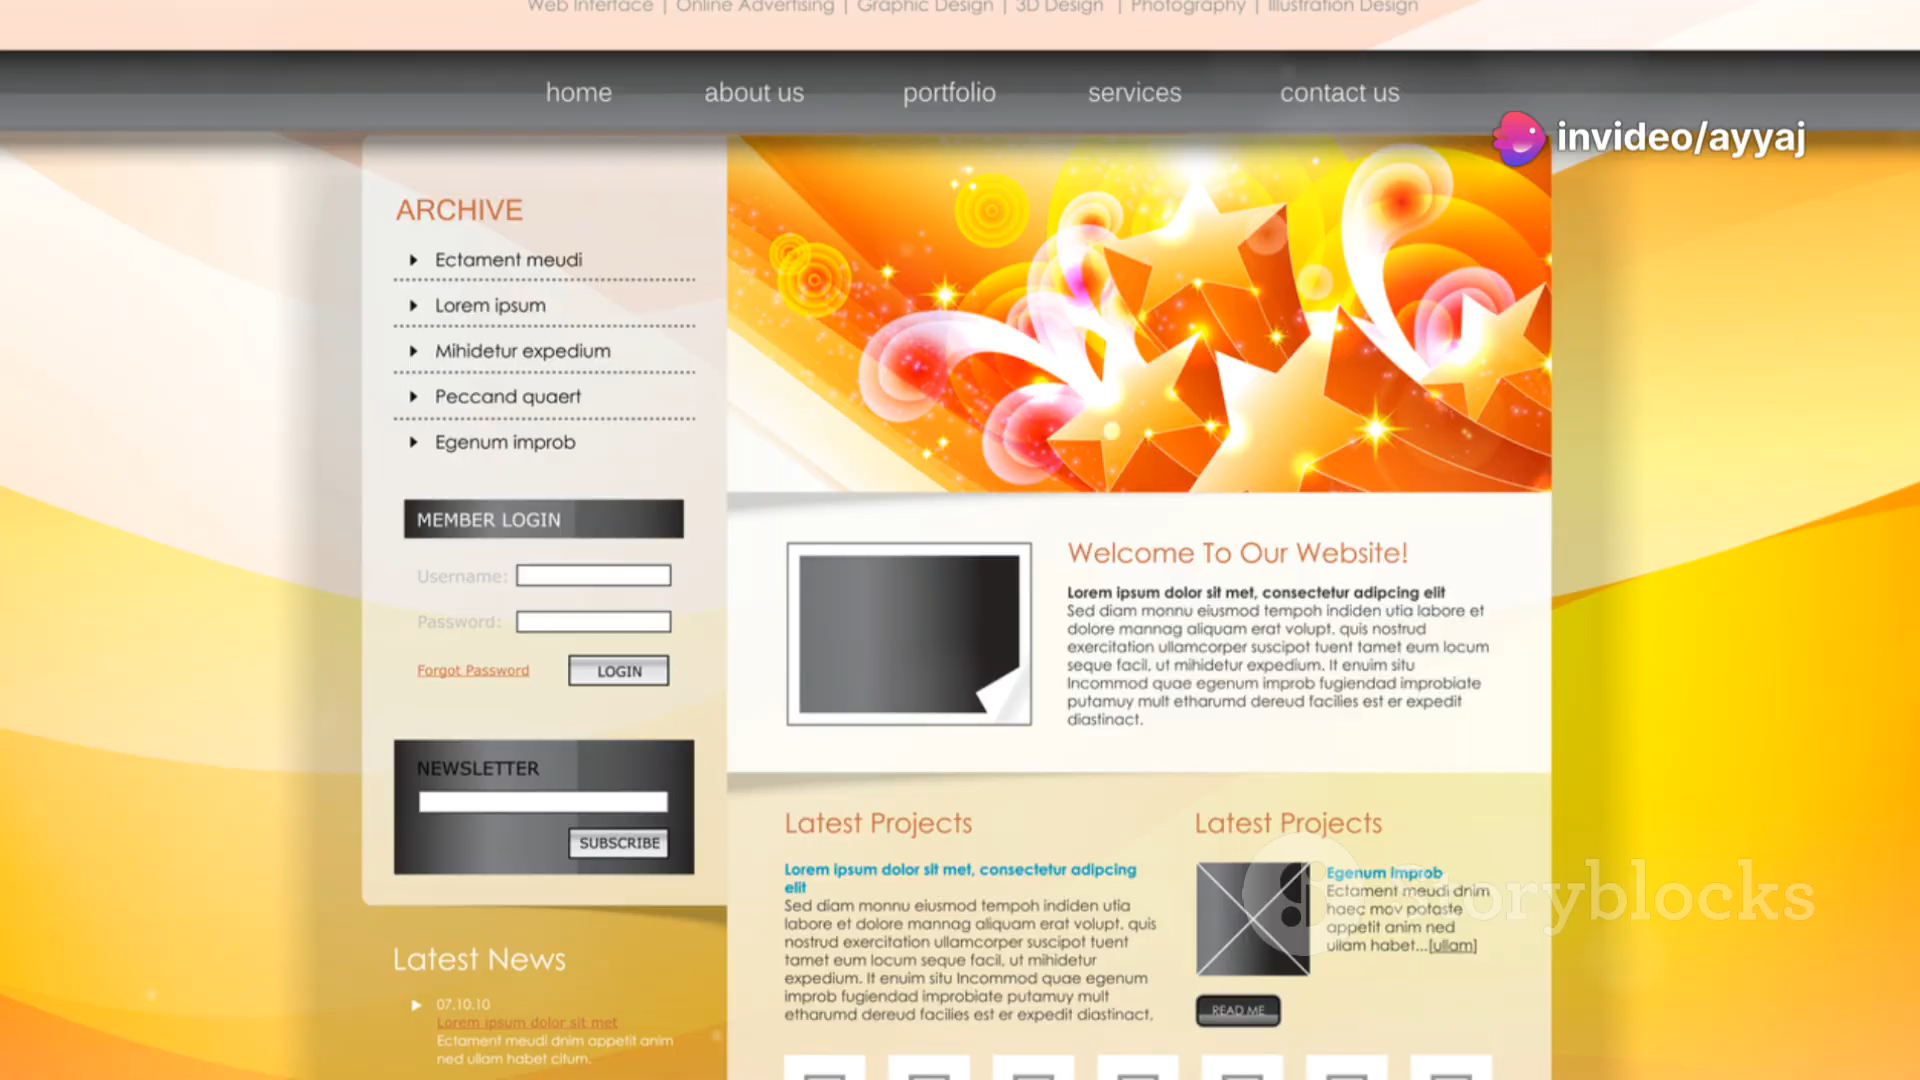 Web Interface | Online Advertising | Graphic Design | 3D Design | Photography | Illustration Design
home about us portfolio services contact us
invideo/ayyaj
ARCHIVE
Ectament meudi
Lorem ipsum
Mihidetur expedium
Peccand quaert
Egenum improb
MEMBER LOGIN
Username:
Password:
Forgot Password LOGIN
NEWSLETTER
SUBSCRIBE
Latest News
07.10.10
Lorem ipsum dolor sit met
Ectament meudi dnim appetit anim
ned ullam habet citum.
Welcome To Our Website!
Lorem ipsum dolor sit met, consectetur adipcing elit
Sed diam monnu eiusmod tempoh indiden utia labore et
dolore mannag aliquam erat volupt, quis nostrud
exercitation ullamcorper suscipot tuent tamet eum locum
seque facil, ut mihidetur expedium. It enuim situ
Incommod quae egenum improb fugiendad improbiate
putamuy mult etharumd dereud facilies est er expedit
diastinact.
Latest Projects
Lorem ipsum dolor sit met, consectetur adipcing
elit
Sed diam monnu eiusmod tempoh indiden utia
labore et dolore mannag aliquam erat volupt, quis
nostrud exercitation ullamcorper suscipot tuent
tamet eum locum seque facil, ut mihidetur
expedium. It enuim situ Incommod quae egenum
improb fugiendad improbiate putamuy mult
etharumd dereud facilies est er expedit diastinact.
Latest Projects
Egenum Improb
Ectament meudi dnim
haec mov potaste
appetit anim ned
ullam habet...[ullam]
READ ME
Storyblocks